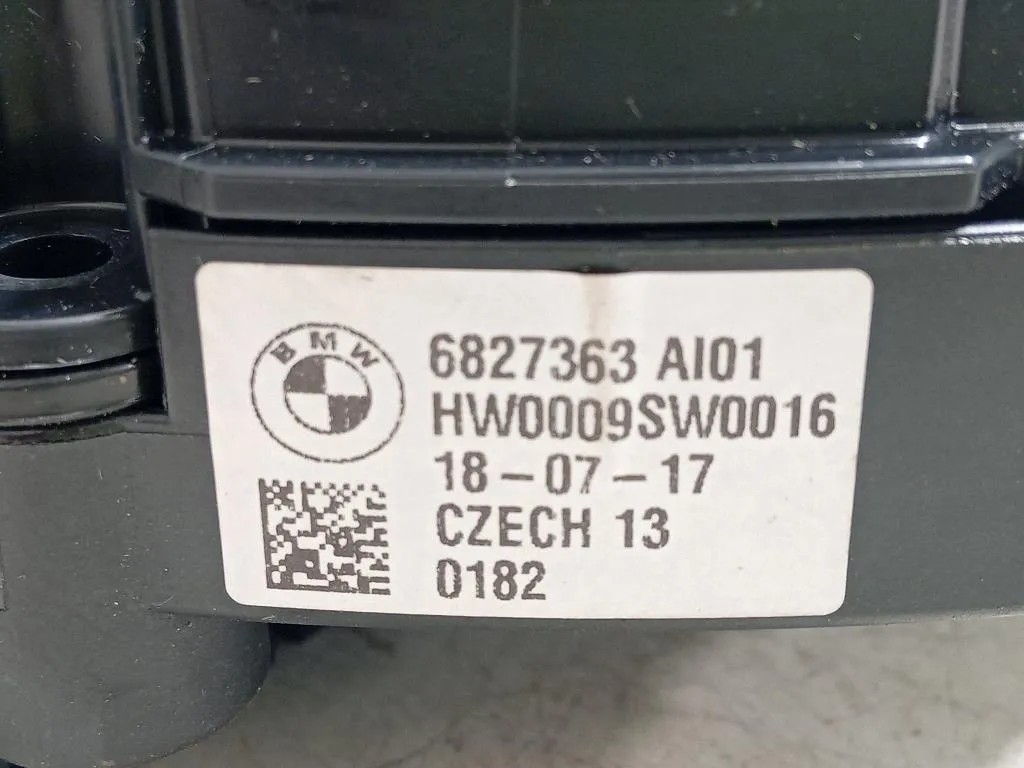 BMW
6827363 AI01
HW0009SW0016
18-07-17
CZECH 13
0182